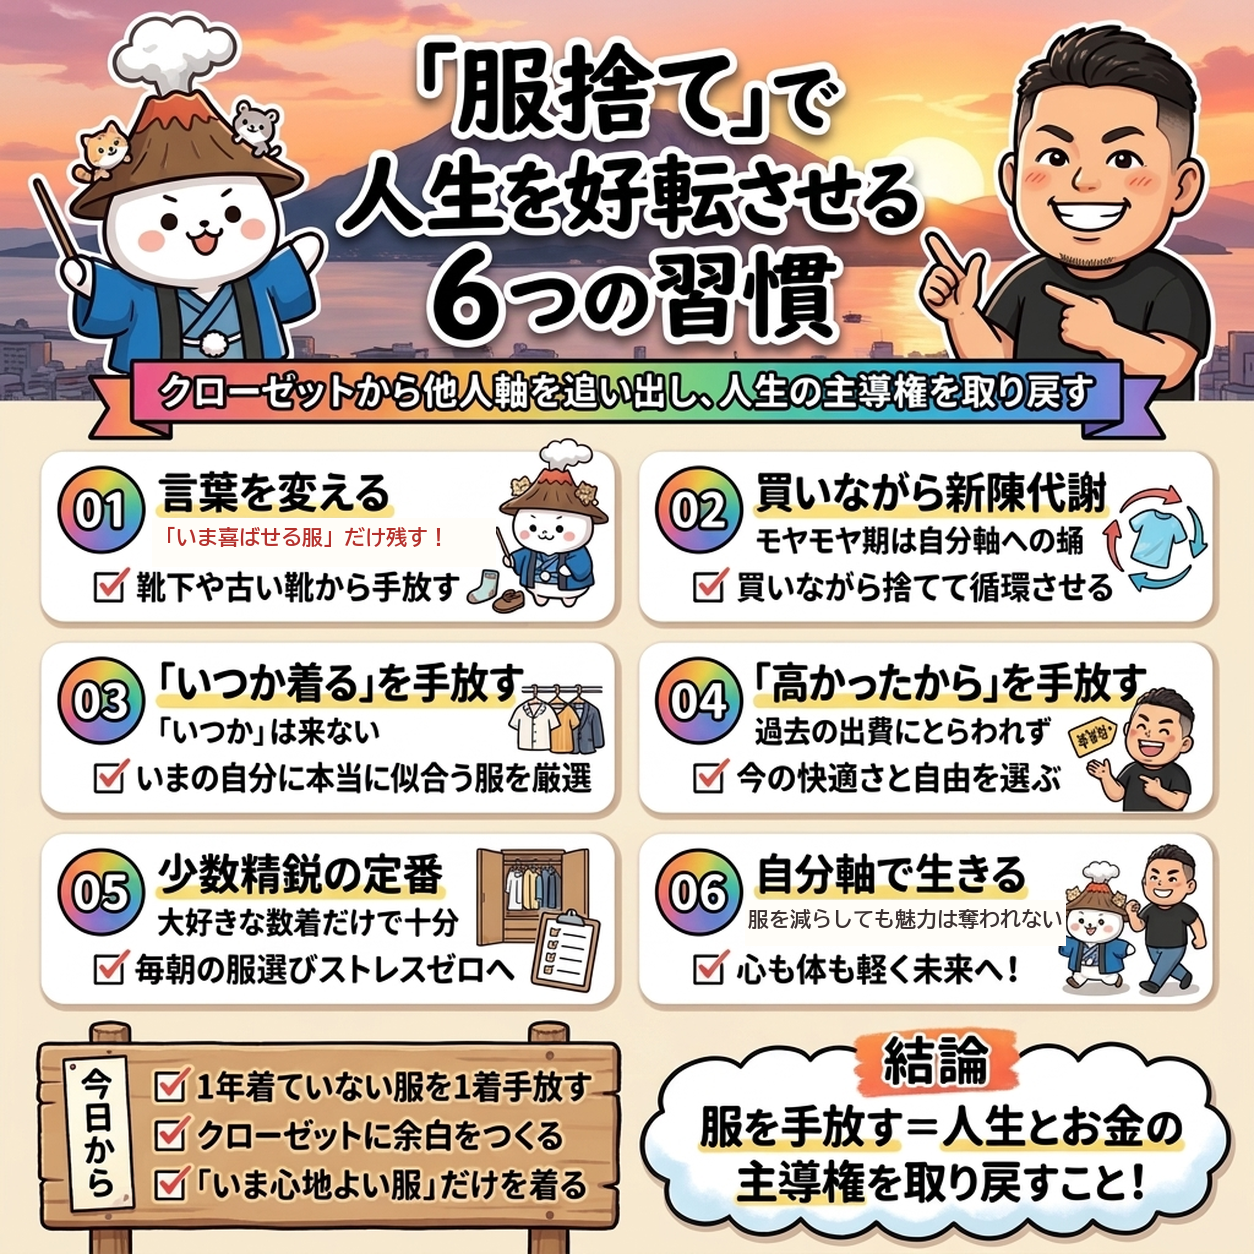 「服捨て」で
人生を好転させる
6つの習慣
クローゼットから他人軸を追い出し、人生の主導権を取り戻す
01
言葉を変える
「いま喜ばせる服」だけ残す！
靴下や古い靴から手放す
02
買いながら新陳代謝
モヤモヤ期は自分軸への蛹
買いながら捨てて循環させる
03
「いつか着る」を手放す
「いつか」は来ない
いまの自分に本当に似合う服を厳選
04
「高かったから」を手放す
過去の出費にとらわれず
今の快適さと自由を選ぶ
05
少数精鋭の定番
大好きな数着だけで十分
毎朝の服選びストレスゼロへ
06
自分軸で生きる
服を減らしても魅力は奪われない
心も体も軽く未来へ！
今日から
1年着ていない服を1着手放す
クローゼットに余白をつくる
「いま心地よい服」だけを着る
結論
服を手放す＝人生とお金の
主導権を取り戻すこと！